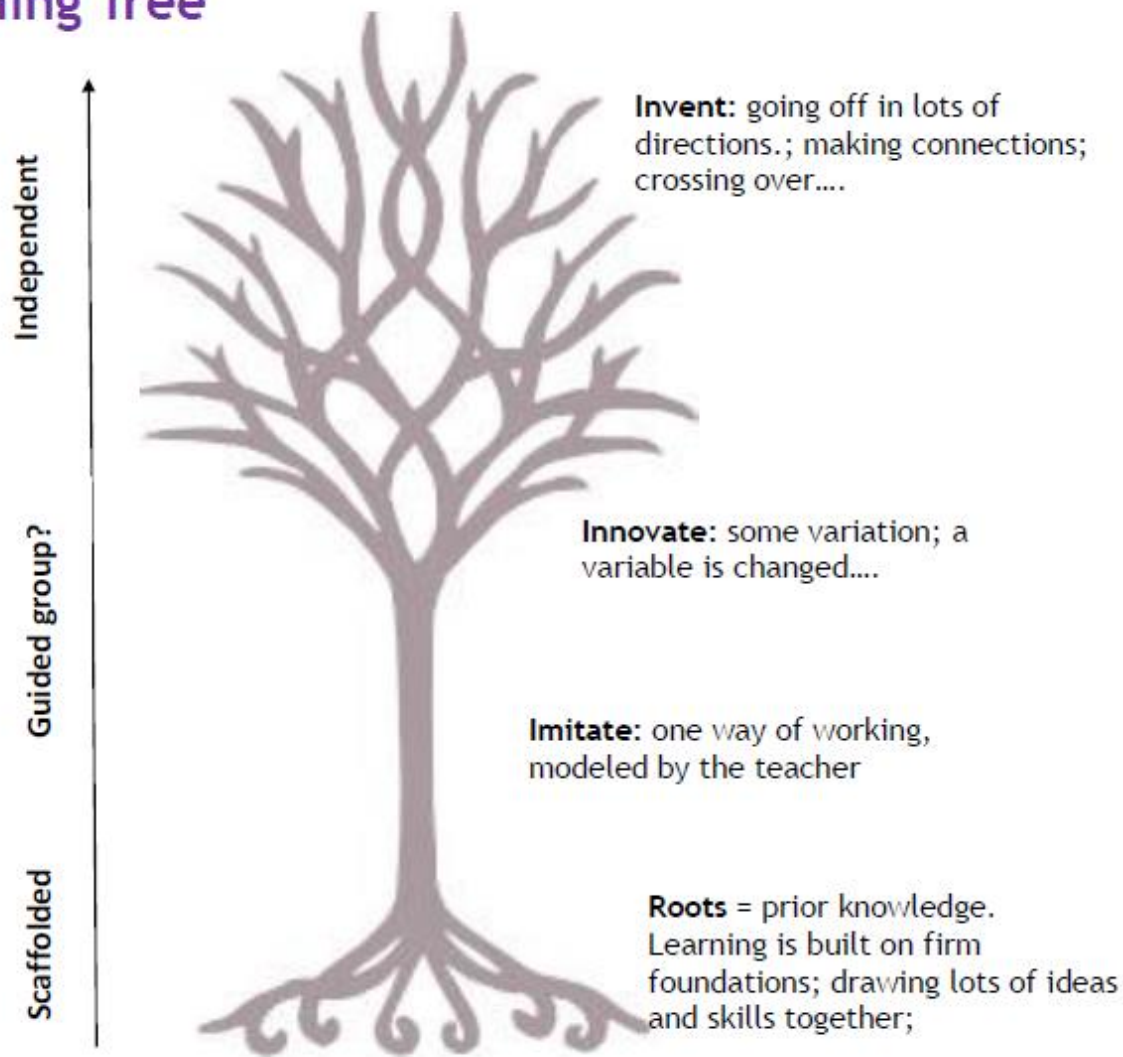 Tree
Independent
Invent: going off in lots of
directions.; making connections;
crossing over....
Guided group?
Innovate: some variation; a
variable is changed....
Imitate: one way of working,
modeled by the teacher
Scaffolded
Roots = prior knowledge.
Learning is built on firm
foundations; drawing lots of ideas
and skills together;